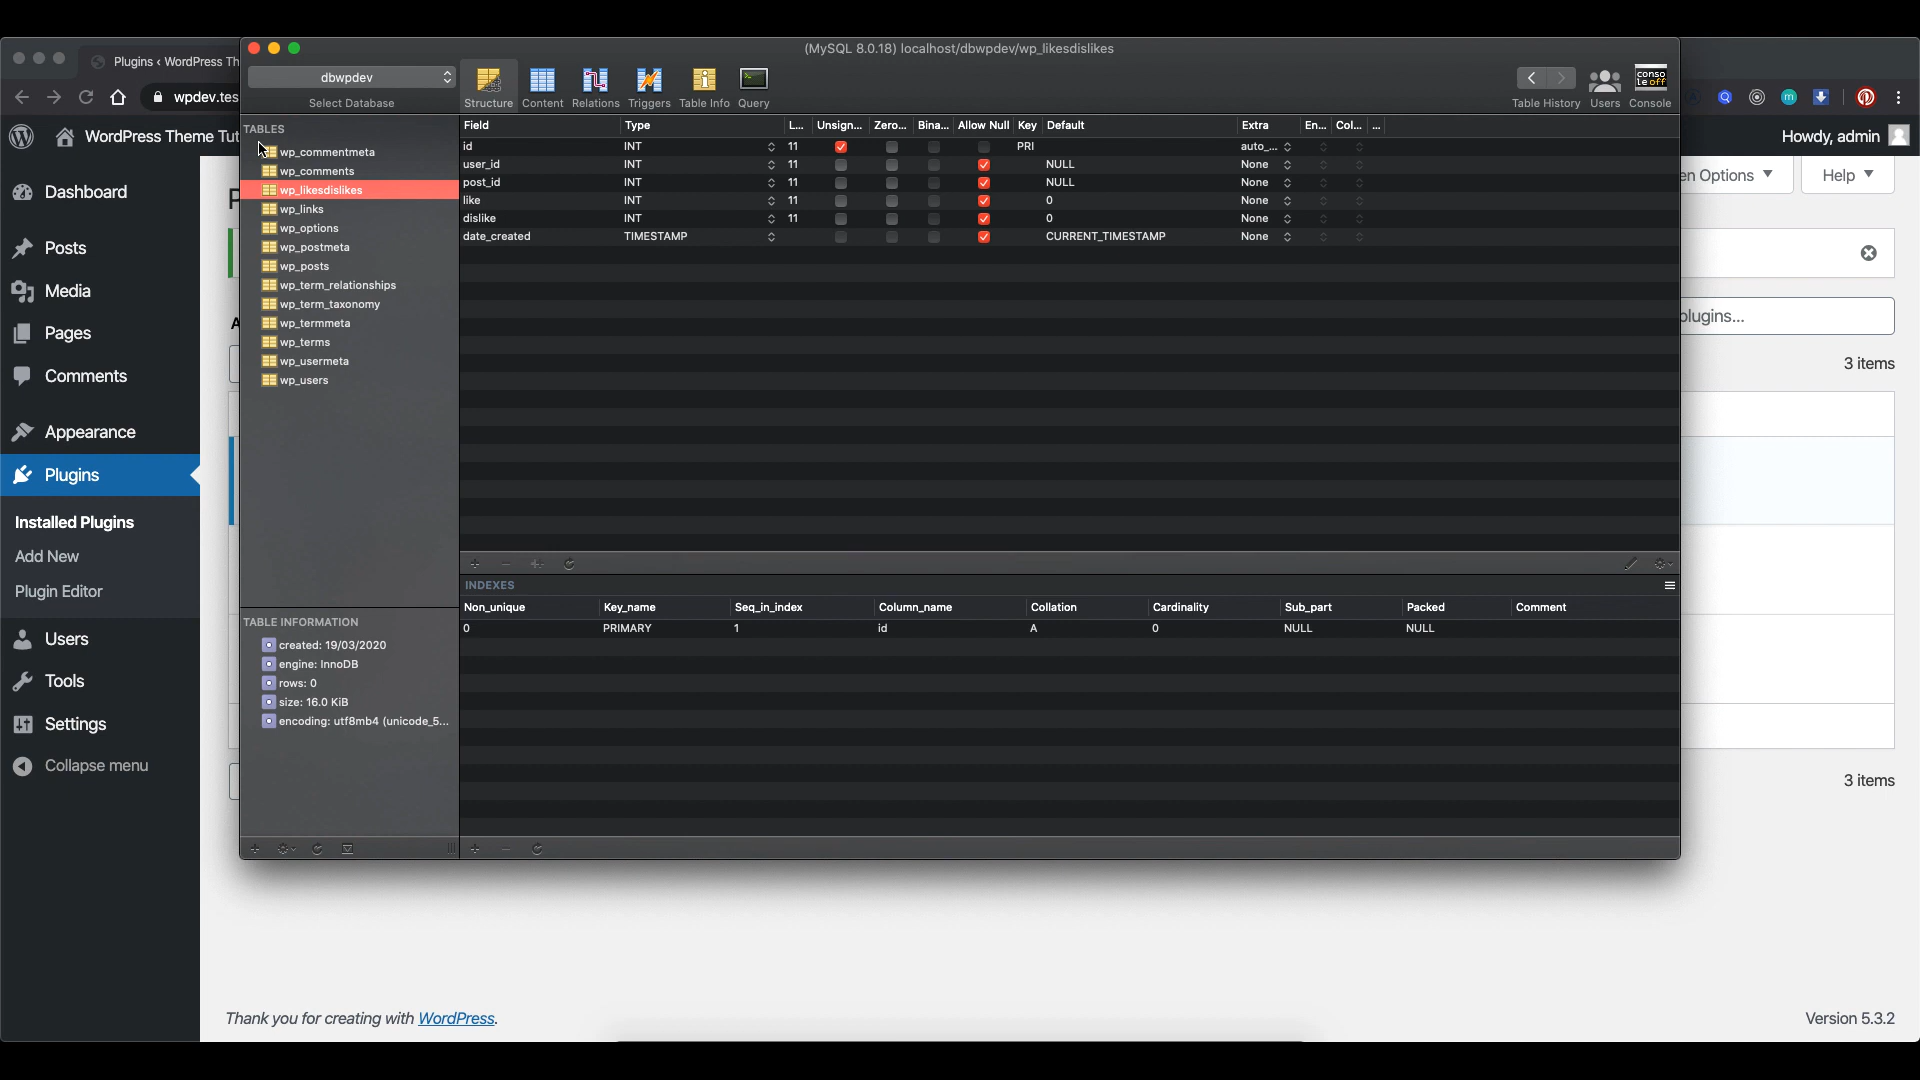 (MySQL 8.0.18) localhost/dbwpdev/wp_likesdislikes
Plugins ‹ WordPress Th
wpdev.tes
dbwpdev
Select Database
Structure
Content
Relations
Triggers
Table Info
Query
Table History
Users
conso
le off
Console
WordPress Theme Tut
Howdy, admin
Dashboard
Posts
Media
Pages
Comments
Appearance
Plugins
Installed Plugins
Add New
Plugin Editor
Users
Tools
Settings
Collapse menu
TABLES
wp_commentmeta
wp_comments
wp_likesdislikes
wp_links
wp_options
wp_postmeta
wp_posts
wp_term_relationships
wp_term_taxonomy
wp_termmeta
wp_terms
wp_usermeta
wp_users
TABLE INFORMATION
created: 19/03/2020
engine: InnoDB
rows: 0
size: 16.0 KiB
encoding: utf8mb4 (unicode_5...
Field Type L... Unsign... Zero... Bina... Allow Null Key Default Extra En... Col... ...
id INT 11 PRI auto_...
user_id INT 11 NULL None
post_id INT 11 NULL None
like INT 11 0 None
dislike INT 11 0 None
date_created TIMESTAMP CURRENT_TIMESTAMP None
INDEXES
Non_unique Key_name Seq_in_index Column_name Collation Cardinality Sub_part Packed Comment
0 PRIMARY 1 id A 0 NULL NULL
en Options
Help
plugins...
3 items
3 items
Thank you for creating with WordPress.
Version 5.3.2